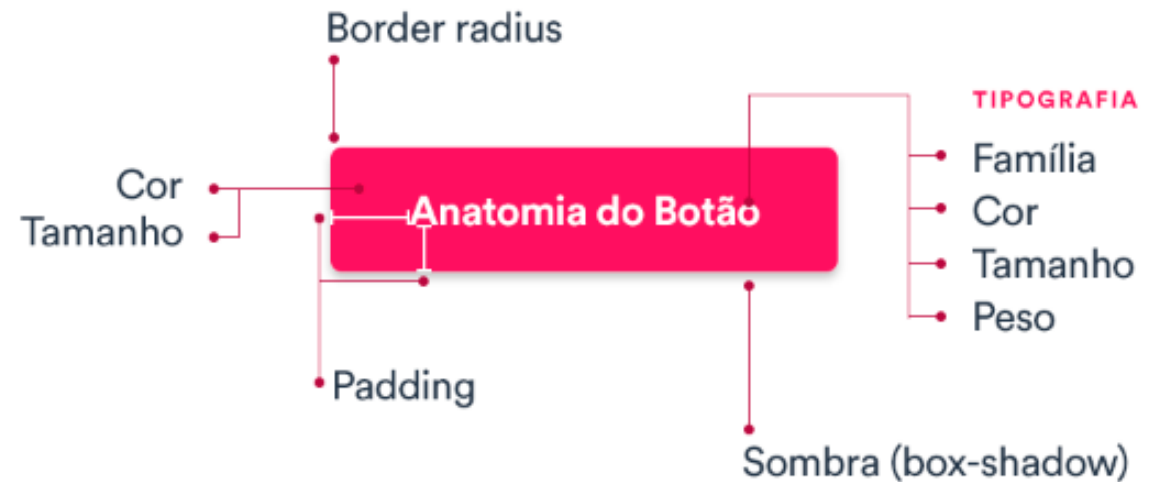 Border radius
TIPOGRAFIA
Família
Cor
Cor
Anatomia do Botão
Tamanho
Tamanho
Peso
Padding
Sombra (box-shadow)